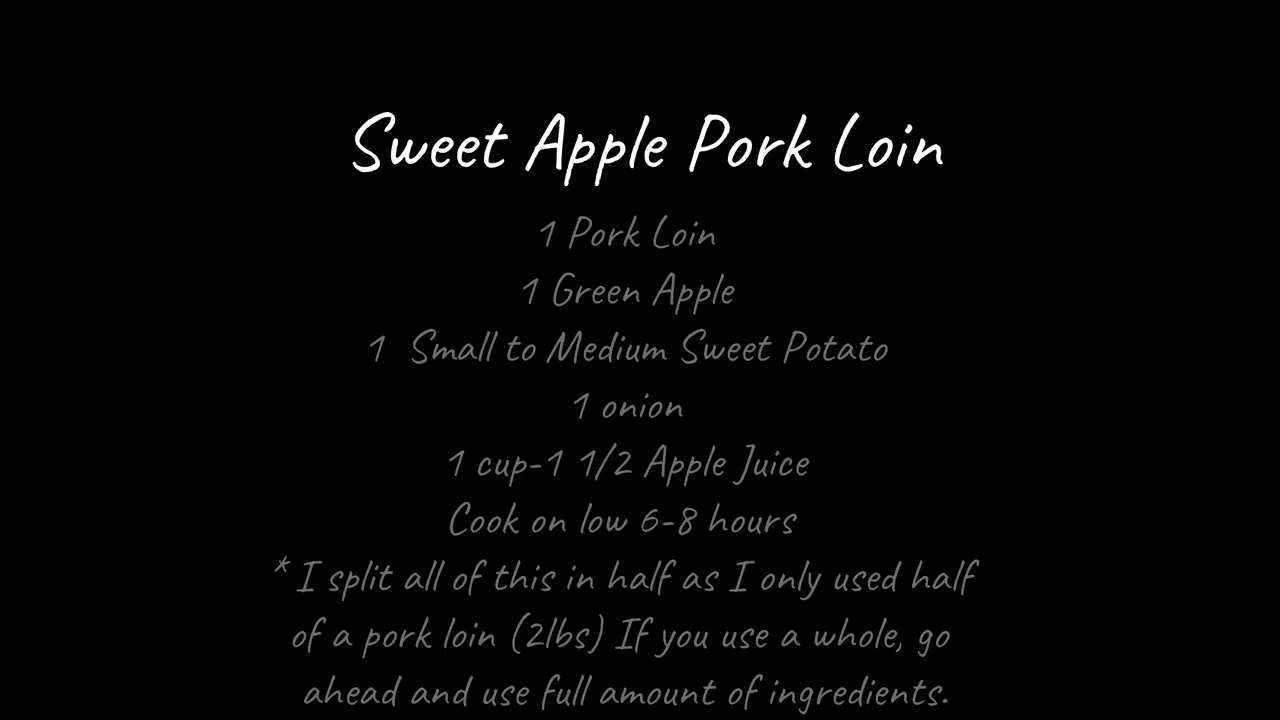 Sweet Apple Pork Loin
1 Pork Loin
1 Green Apple
1 Small to Medium Sweet Potato
1 onion
1 cup-1 1/2 Apple Juice
Cook on low 6-8 hours
* I split all of this in half as I only used half
of a pork loin (2lbs) If you use a whole, go
ahead and use full amount of ingredients.